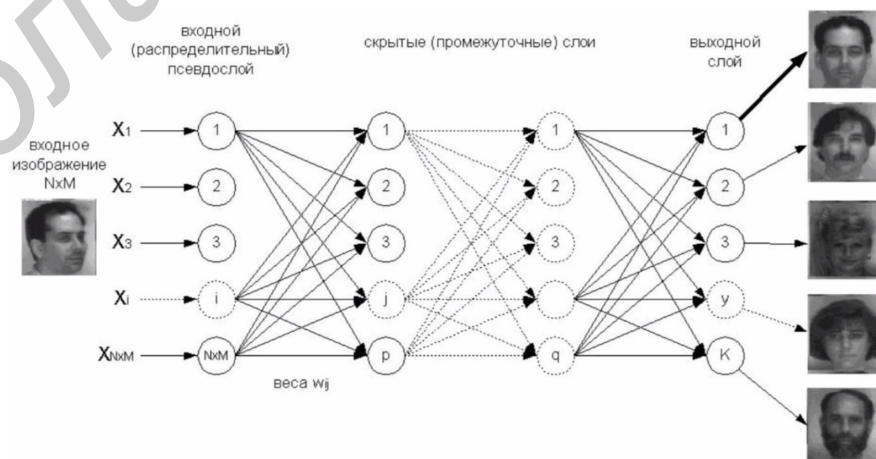 входной
(распределительный)
псевдослой
скрытые (промежуточные) слои
выходной
слой
входное
изображение
NxM
X1
X2
X3
Xi
XNxM
1
2
3
i
NxM
веса wij
1
2
3
j
p
1
2
3
q
1
2
3
y
K